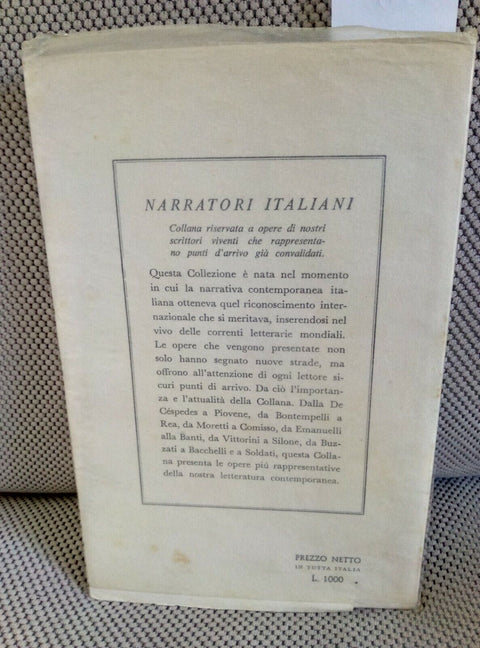 NARRATORI ITALIANI
Collana riservata a opere di nostri
scrittori viventi che rappresenta-
no punti d'arrivo già convalidati.
Questa Collezione è nata nel momento
in cui la narrativa contemporanea ita-
liana otteneva quel riconoscimento inter-
nazionale che si meritava, inserendosi nel
vivo delle correnti letterarie mondiali.
Le opere che vengono presentate non
solo hanno segnato nuove strade, ma
offrono all'attenzione di ogni lettore si-
curi punti di arrivo. Da ciò l'importan-
za e l'attualità della Collana. Dalla De
Céspedes a Piovene, da Bontempelli a
Rea, da Moretti a Comisso, da Emanuelli
alla Banti, da Vittorini a Silone, da Buz-
zati a Bacchelli e a Soldati, questa Colla-
na presenta le opere piú rappresentative
della nostra letteratura contemporanea.
PREZZO NETTO
IN TUTTA ITALIA
L. 1000